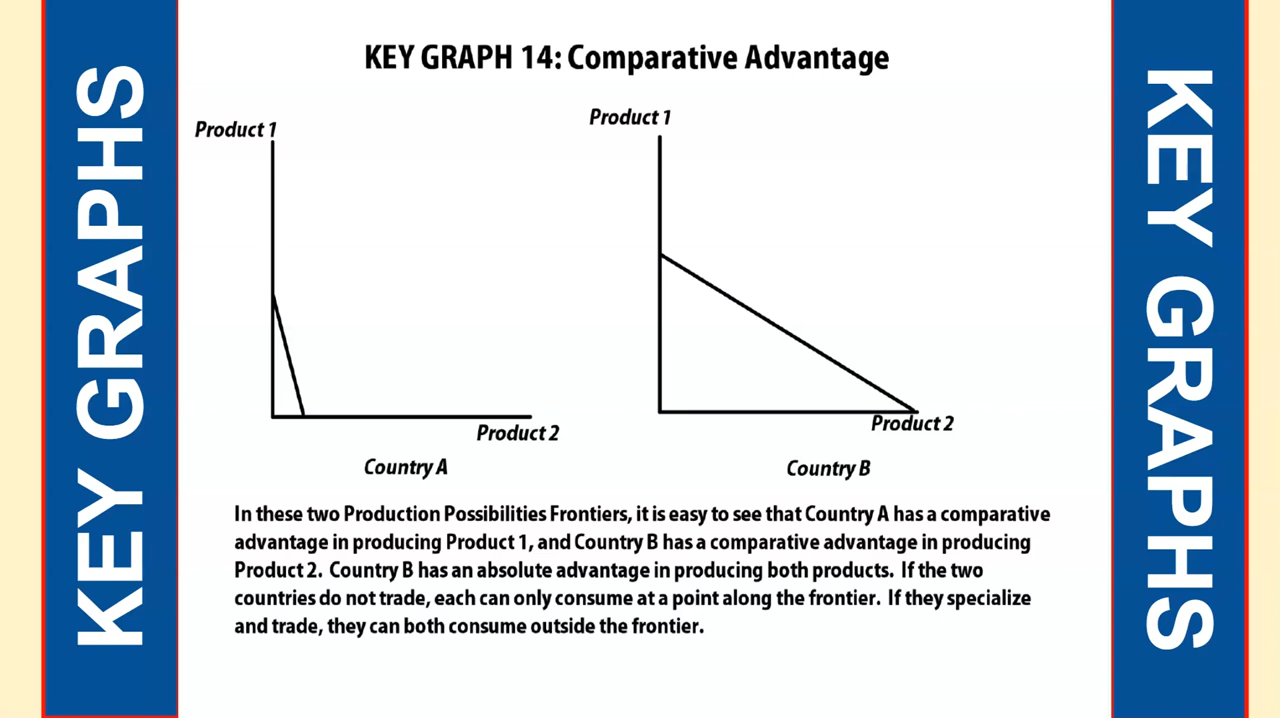 KEY GRAPHS
KEY GRAPH 14: Comparative Advantage
Product 1
Product 2
Country A
Product 1
Product 2
Country B
In these two Production Possibilities Frontiers, it is easy to see that Country A has a comparative
advantage in producing Product 1, and Country B has a comparative advantage in producing
Product 2. Country B has an absolute advantage in producing both products. If the two
countries do not trade, each can only consume at a point along the frontier. If they specialize
and trade, they can both consume outside the frontier.
KEY GRAPHS